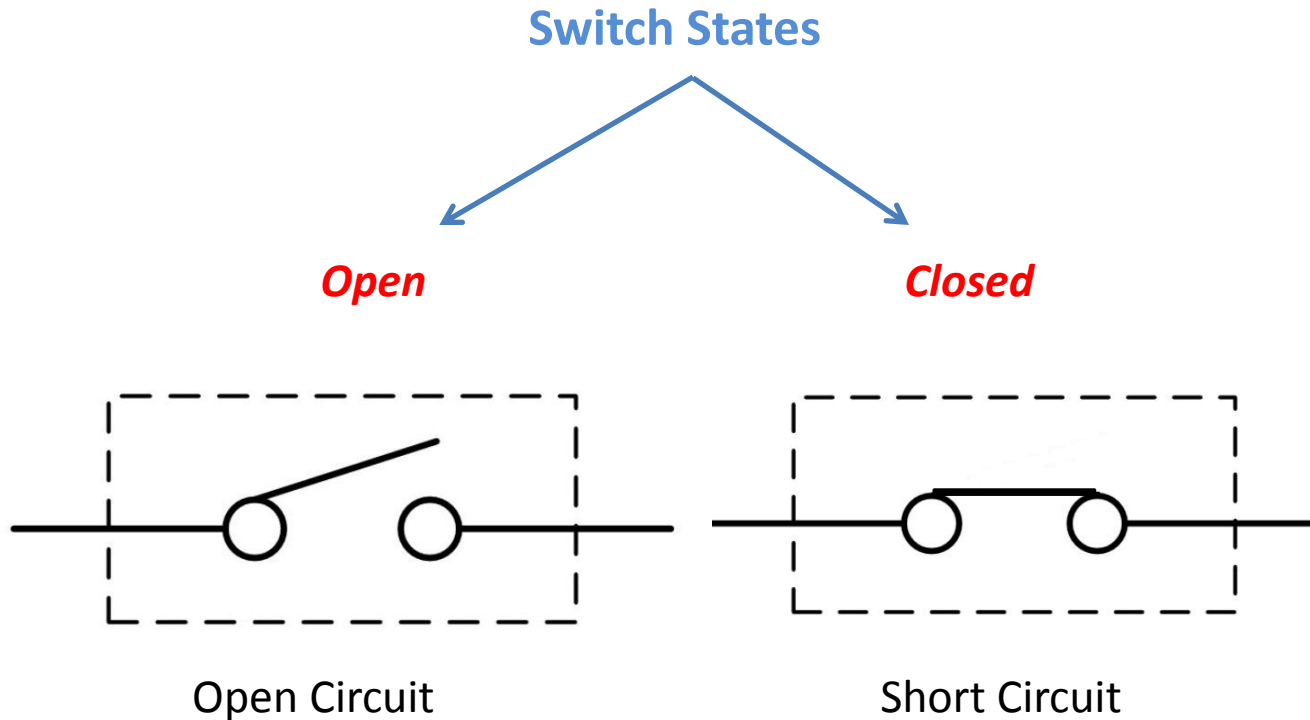 Switch States
Open
Closed
Open Circuit
Short Circuit